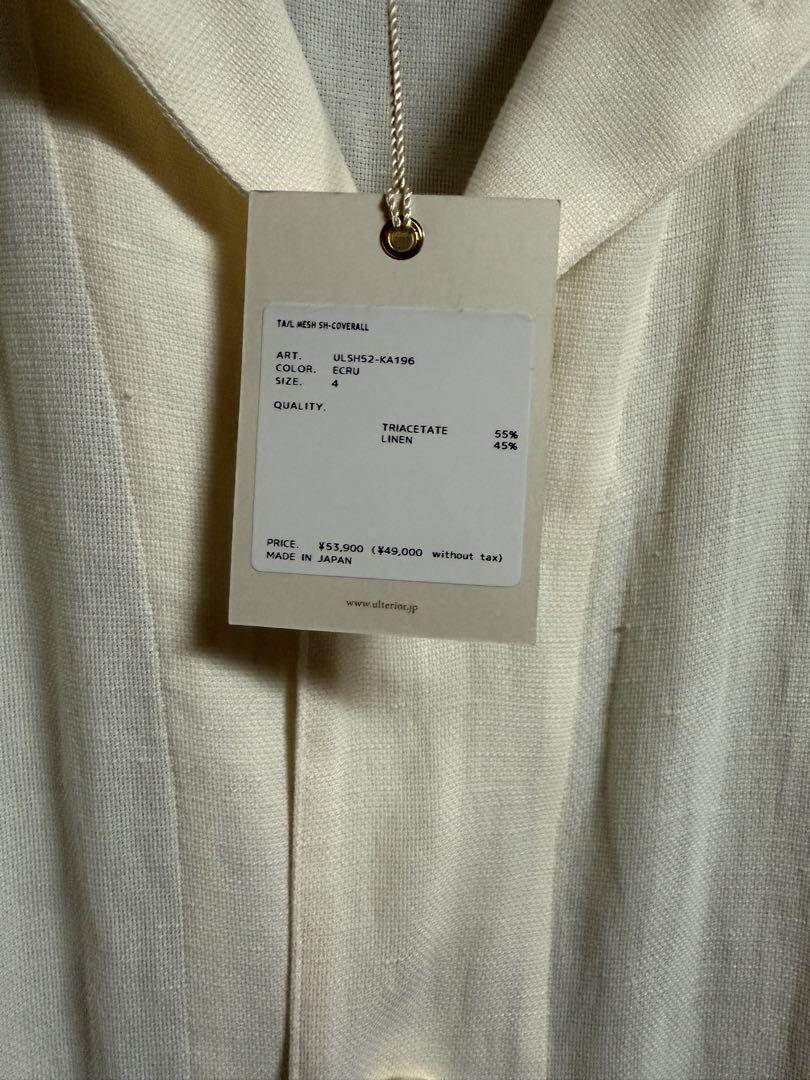 TA/L MESH SH-COVERALL
ART. ULSH52-KA196
COLOR. ECRU
SIZE. 4
QUALITY.
TRIACETATE 55%
LINEN 45%
PRICE. ¥53,900 (¥49,000 without tax)
MADE IN JAPAN
www.ulterior.jp